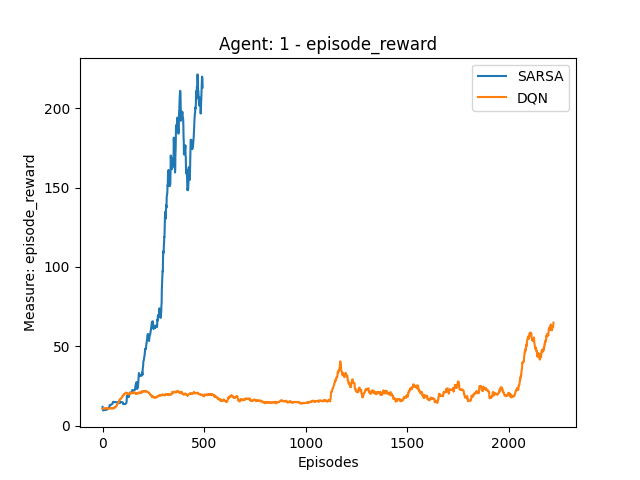 Agent: 1 - episode_reward
SARSA
DQN
Measure: episode_reward
200
150
100
50
0
0 500 1000 1500 2000
Episodes